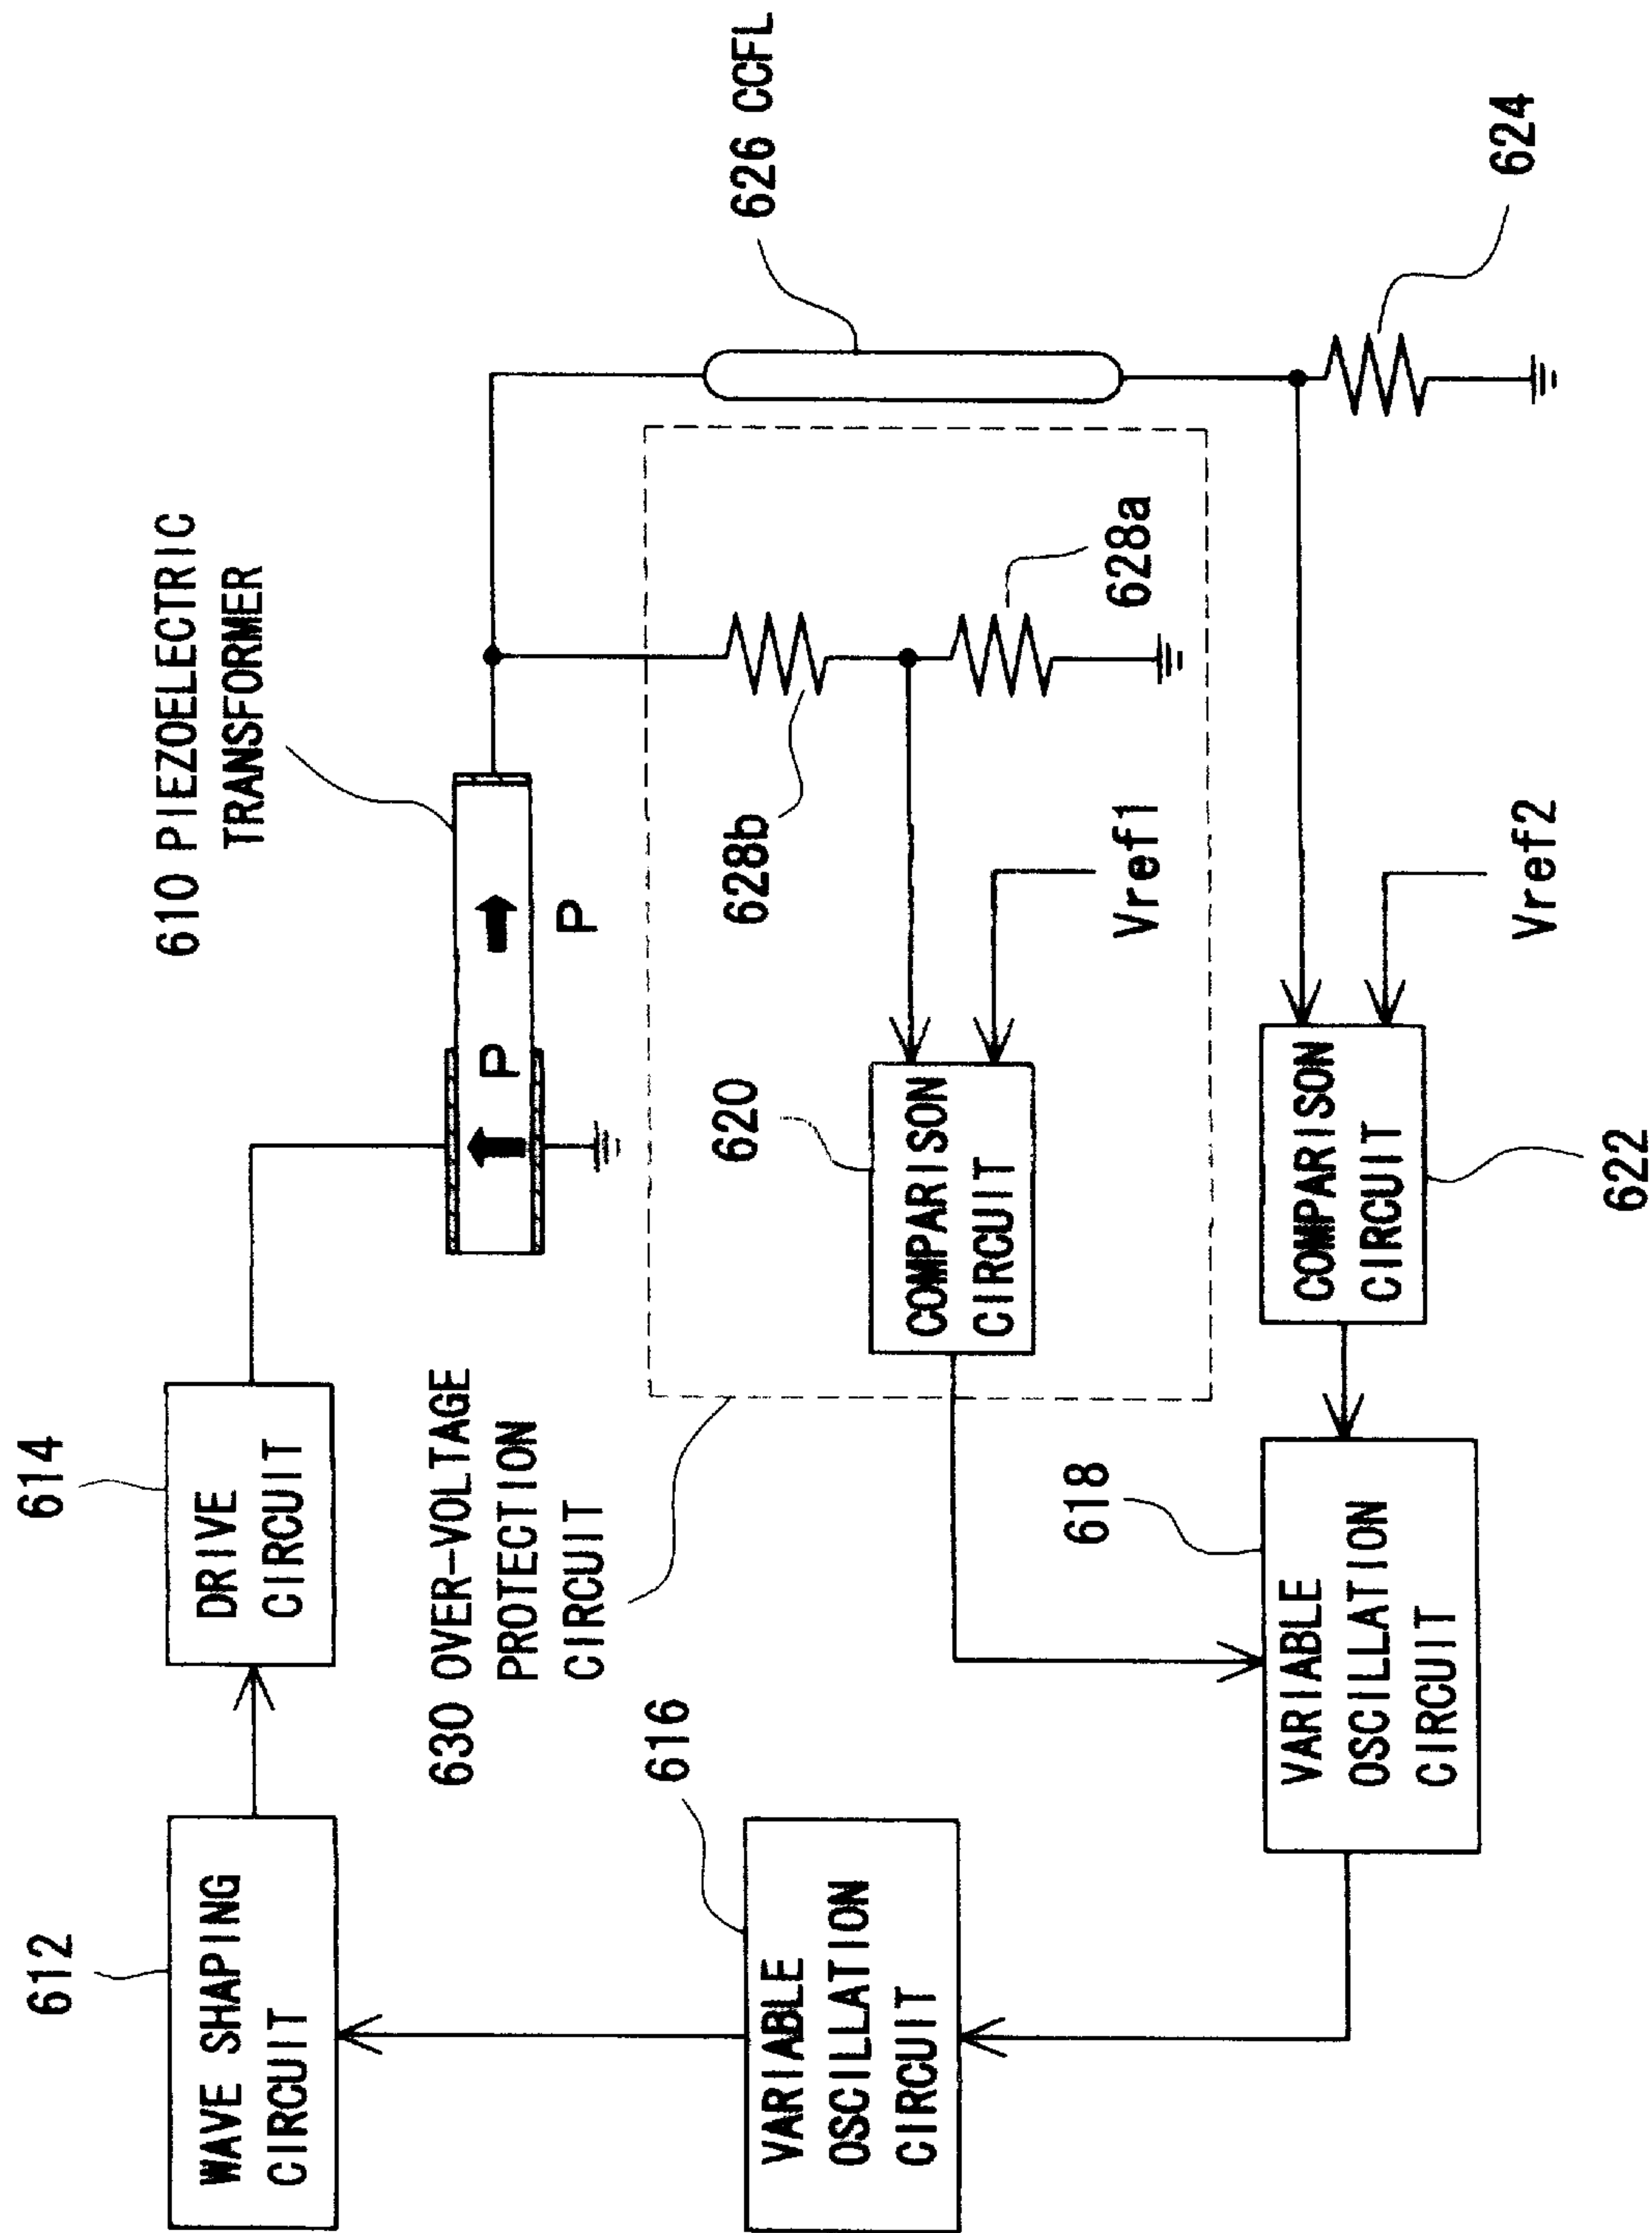 612
WAVE SHAPING
CIRCUIT
614
DRIVE
CIRCUIT
610 PIEZOELECTRIC
TRANSFORMER
P
P
630 OVER-VOLTAGE
PROTECTION
CIRCUIT
616
VARIABLE
OSCILLATION
CIRCUIT
620
COMPARISON
CIRCUIT
628b
628a
Vref1
626 CCFL
618
VARIABLE
OSCILLATION
CIRCUIT
COMPARISON
CIRCUIT
622
Vref2
624